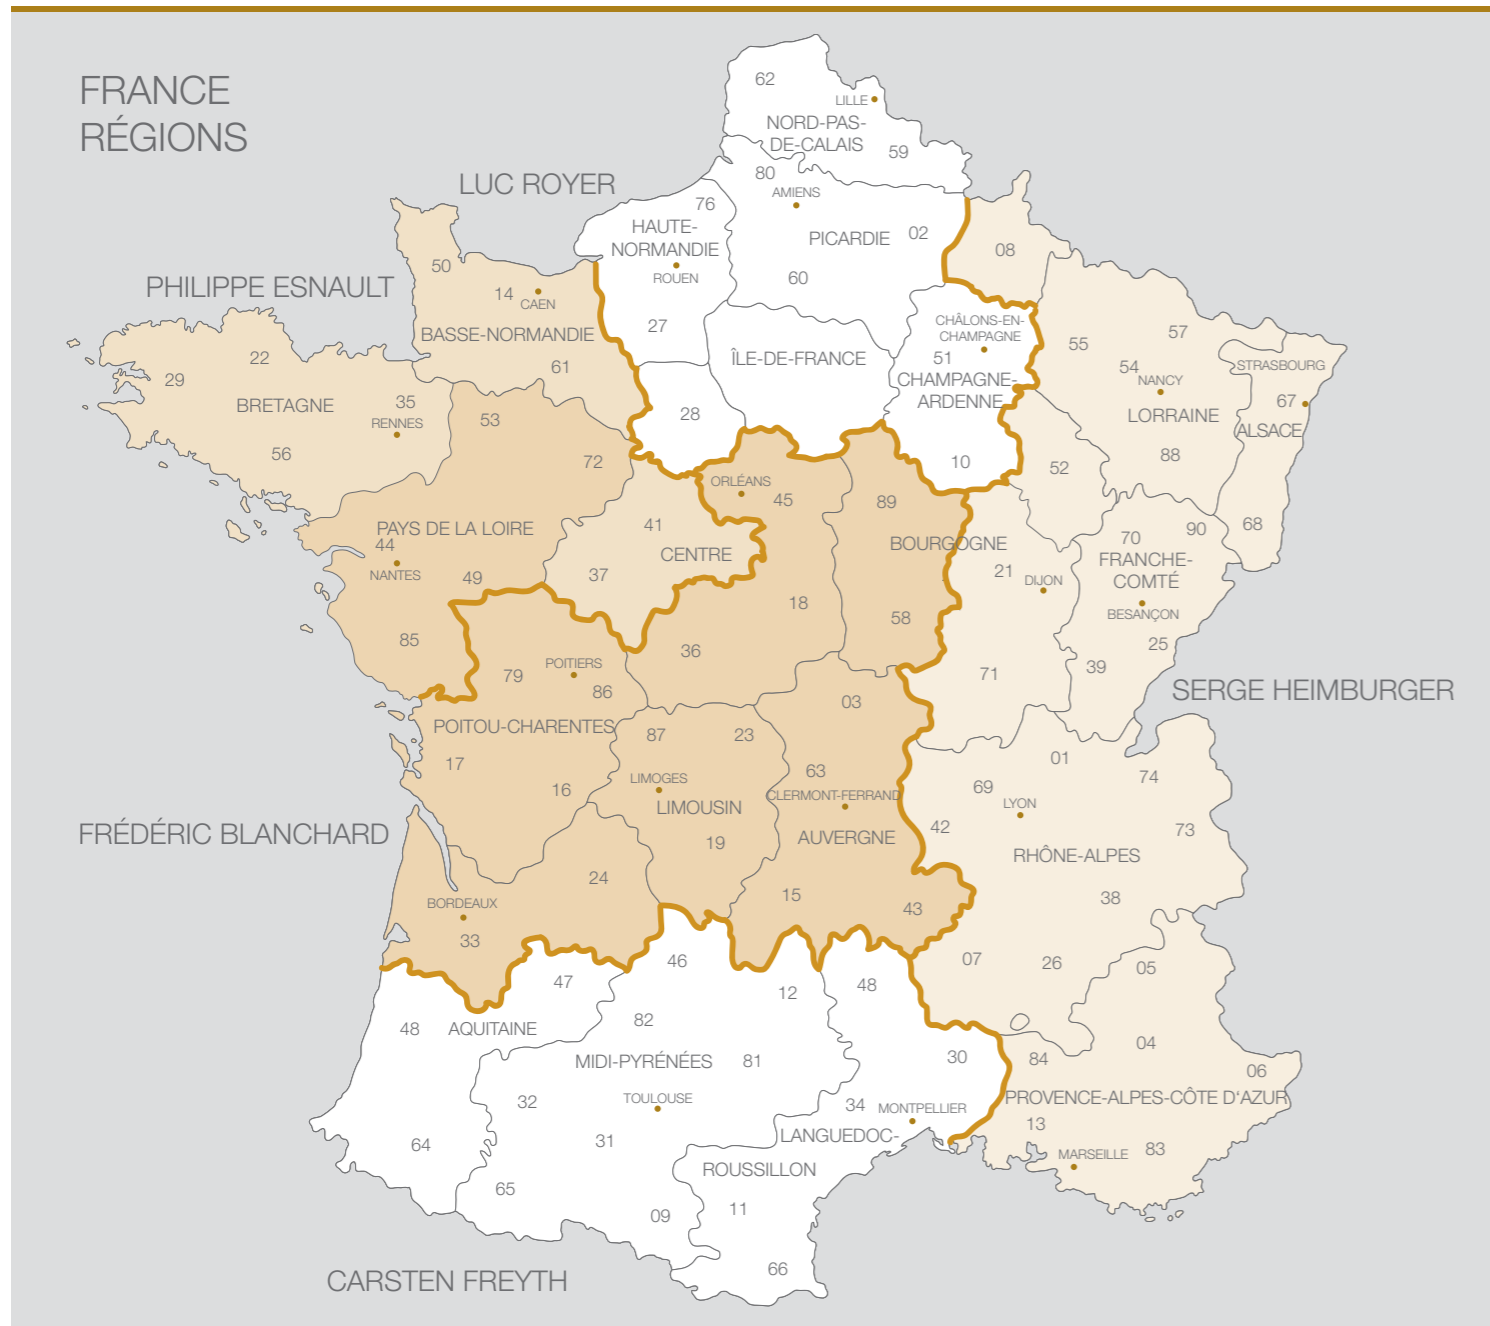 FRANCE
RÉGIONS
62
LILLE
NORD-PAS-
DE-CALAIS
59
80
AMIENS
PICARDIE
02
60
LUC ROYER
76
HAUTE-
NORMANDIE
ROUEN
27
08
50
14
CAEN
BASSE-NORMANDIE
61
PHILIPPE ESNAULT
22
29
BRETAGNE
35
RENNES
56
ÎLE-DE-FRANCE
28
CHÂLONS-EN-
CHAMPAGNE
51
CHAMPAGNE-
ARDENNE
10
55
57
54
NANCY
LORRAINE
88
52
STRASBOURG
67
ALSACE
68
53
72
PAYS DE LA LOIRE
44
NANTES
49
85
41
CENTRE
37
ORLÉANS
45
18
36
89
BOURGOGNE
58
21
DIJON
71
70
90
FRANCHE-
COMTÉ
BESANÇON
25
39
SERGE HEIMBURGER
79
POITIERS
86
POITOU-CHARENTES
17
16
87
23
LIMOGES
LIMOUSIN
19
03
63
CLERMONT-FERRAND
AUVERGNE
15
43
01
74
69
LYON
42
73
RHÔNE-ALPES
38
07
26
FRÉDÉRIC BLANCHARD
24
BORDEAUX
33
47
48
AQUITAINE
64
46
12
82
MIDI-PYRÉNÉES
81
32
TOULOUSE
31
65
09
48
30
34
MONTPELLIER
LANGUEDOC-
ROUSSILLON
11
66
05
04
84
06
PROVENCE-ALPES-CÔTE D'AZUR
13
MARSEILLE
83
CARSTEN FREYTH